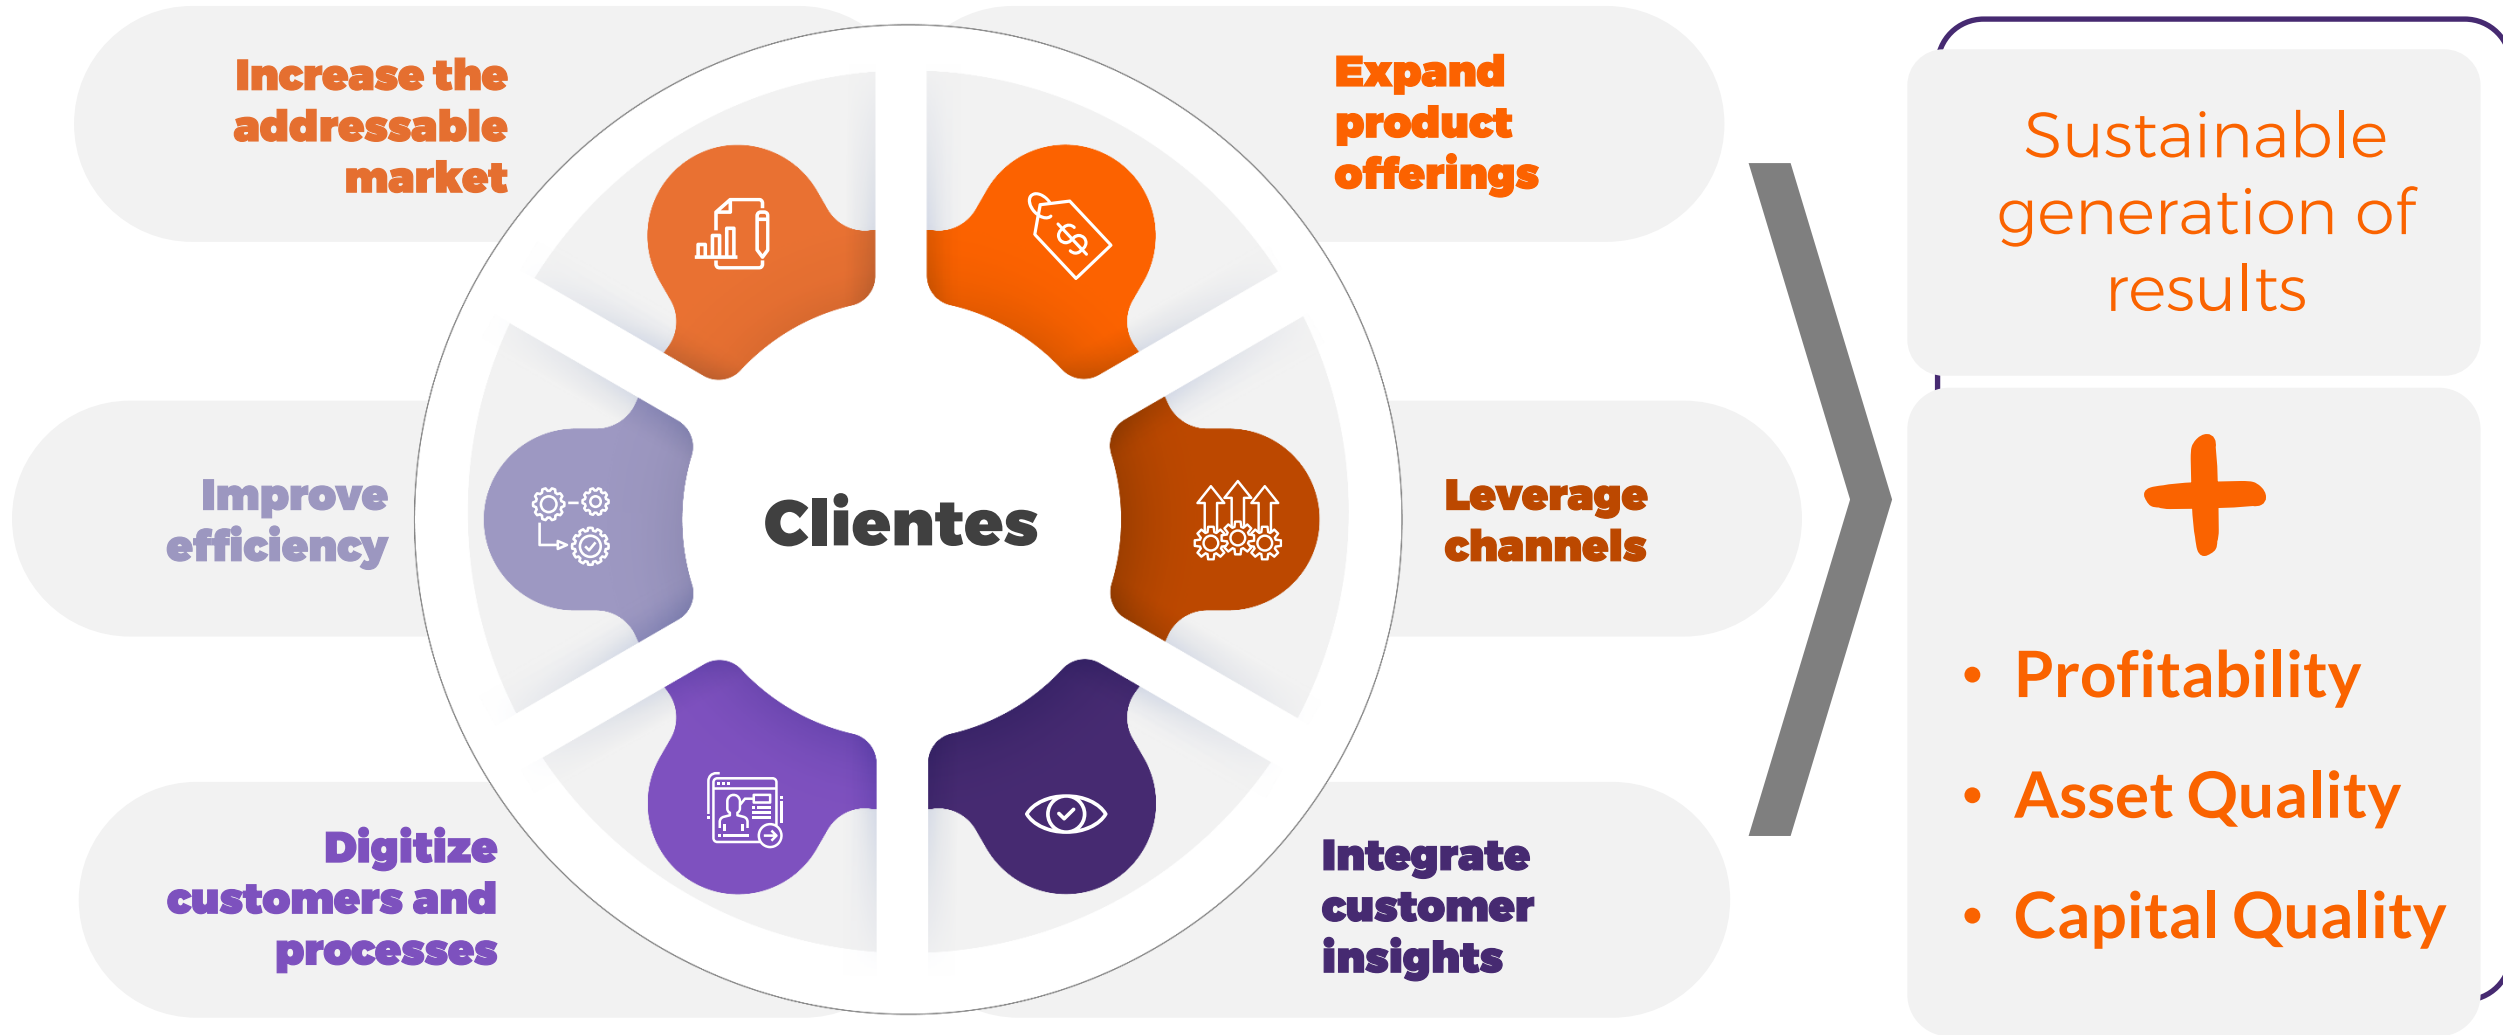 Increase the
addressable
market
Expand
product
offerings
Improve
efficiency
Clientes
Leverage
channels
Digitize
customers and
processes
Integrate
customer
insights
Sustainable
generation of
results
+
• Profitability
• Asset Quality
• Capital Quality